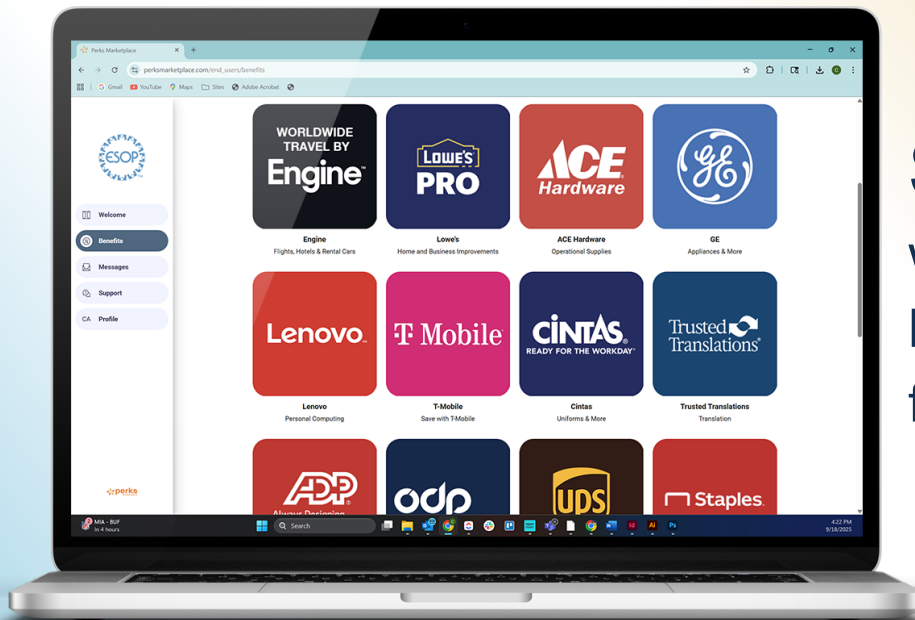 Perks Marketplace
perksmarketplace.com/end_users/benefits
Gmail
YouTube
Maps
Sites
Adobe Acrobat
ESOP
Welcome
Benefits
Messages
Support
CA Profile
perks
WORLDWIDE
TRAVEL BY
Engine
Engine
Flights, Hotels & Rental Cars
LOWE'S
PRO
Lowe's
Home and Business Improvements
ACE
Hardware
ACE Hardware
Operational Supplies
GE
GE
Appliances & More
Lenovo
Lenovo
Personal Computing
T Mobile
T-Mobile
Save with T-Mobile
CINTAS
READY FOR THE WORKDAY
Cintas
Uniforms & More
Trusted
Translations
Trusted Translations
Translation
ADP
Always Designing
odp
ups
Staples
MIA - BUF
In 4 hours
Search
4:22 PM
9/18/2025